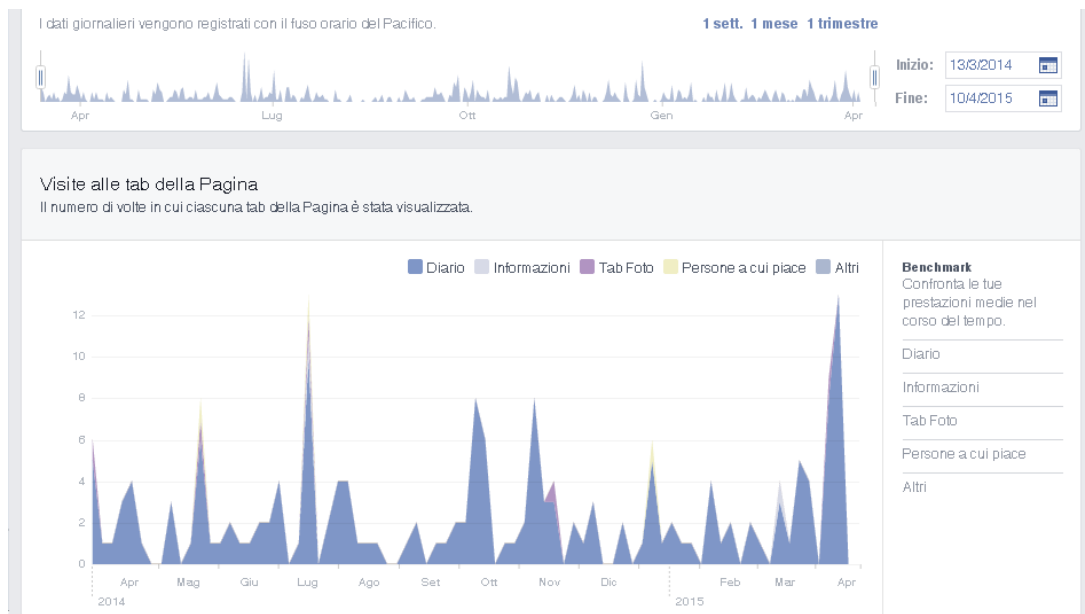 I dati giornalieri vengono registrati con il fuso orario del Pacifico.
1 sett. 1 mese 1 trimestre
Inizio: 13/3/2014
Fine: 10/4/2015
Apr Lug Ott Gen Apr
Visite alle tab della Pagina
Il numero di volte in cui ciascuna tab della Pagina è stata visualizzata.
Diario Informazioni Tab Foto Persone a cui piace Altri
12
10
8
6
4
2
0
Apr Mag Giu Lug Ago Set Ott Nov Dic Feb Mar Apr
2014 2015
Benchmark
Confronta le tue
prestazioni medie nel
corso del tempo.
Diario
Informazioni
Tab Foto
Persone a cui piace
Altri